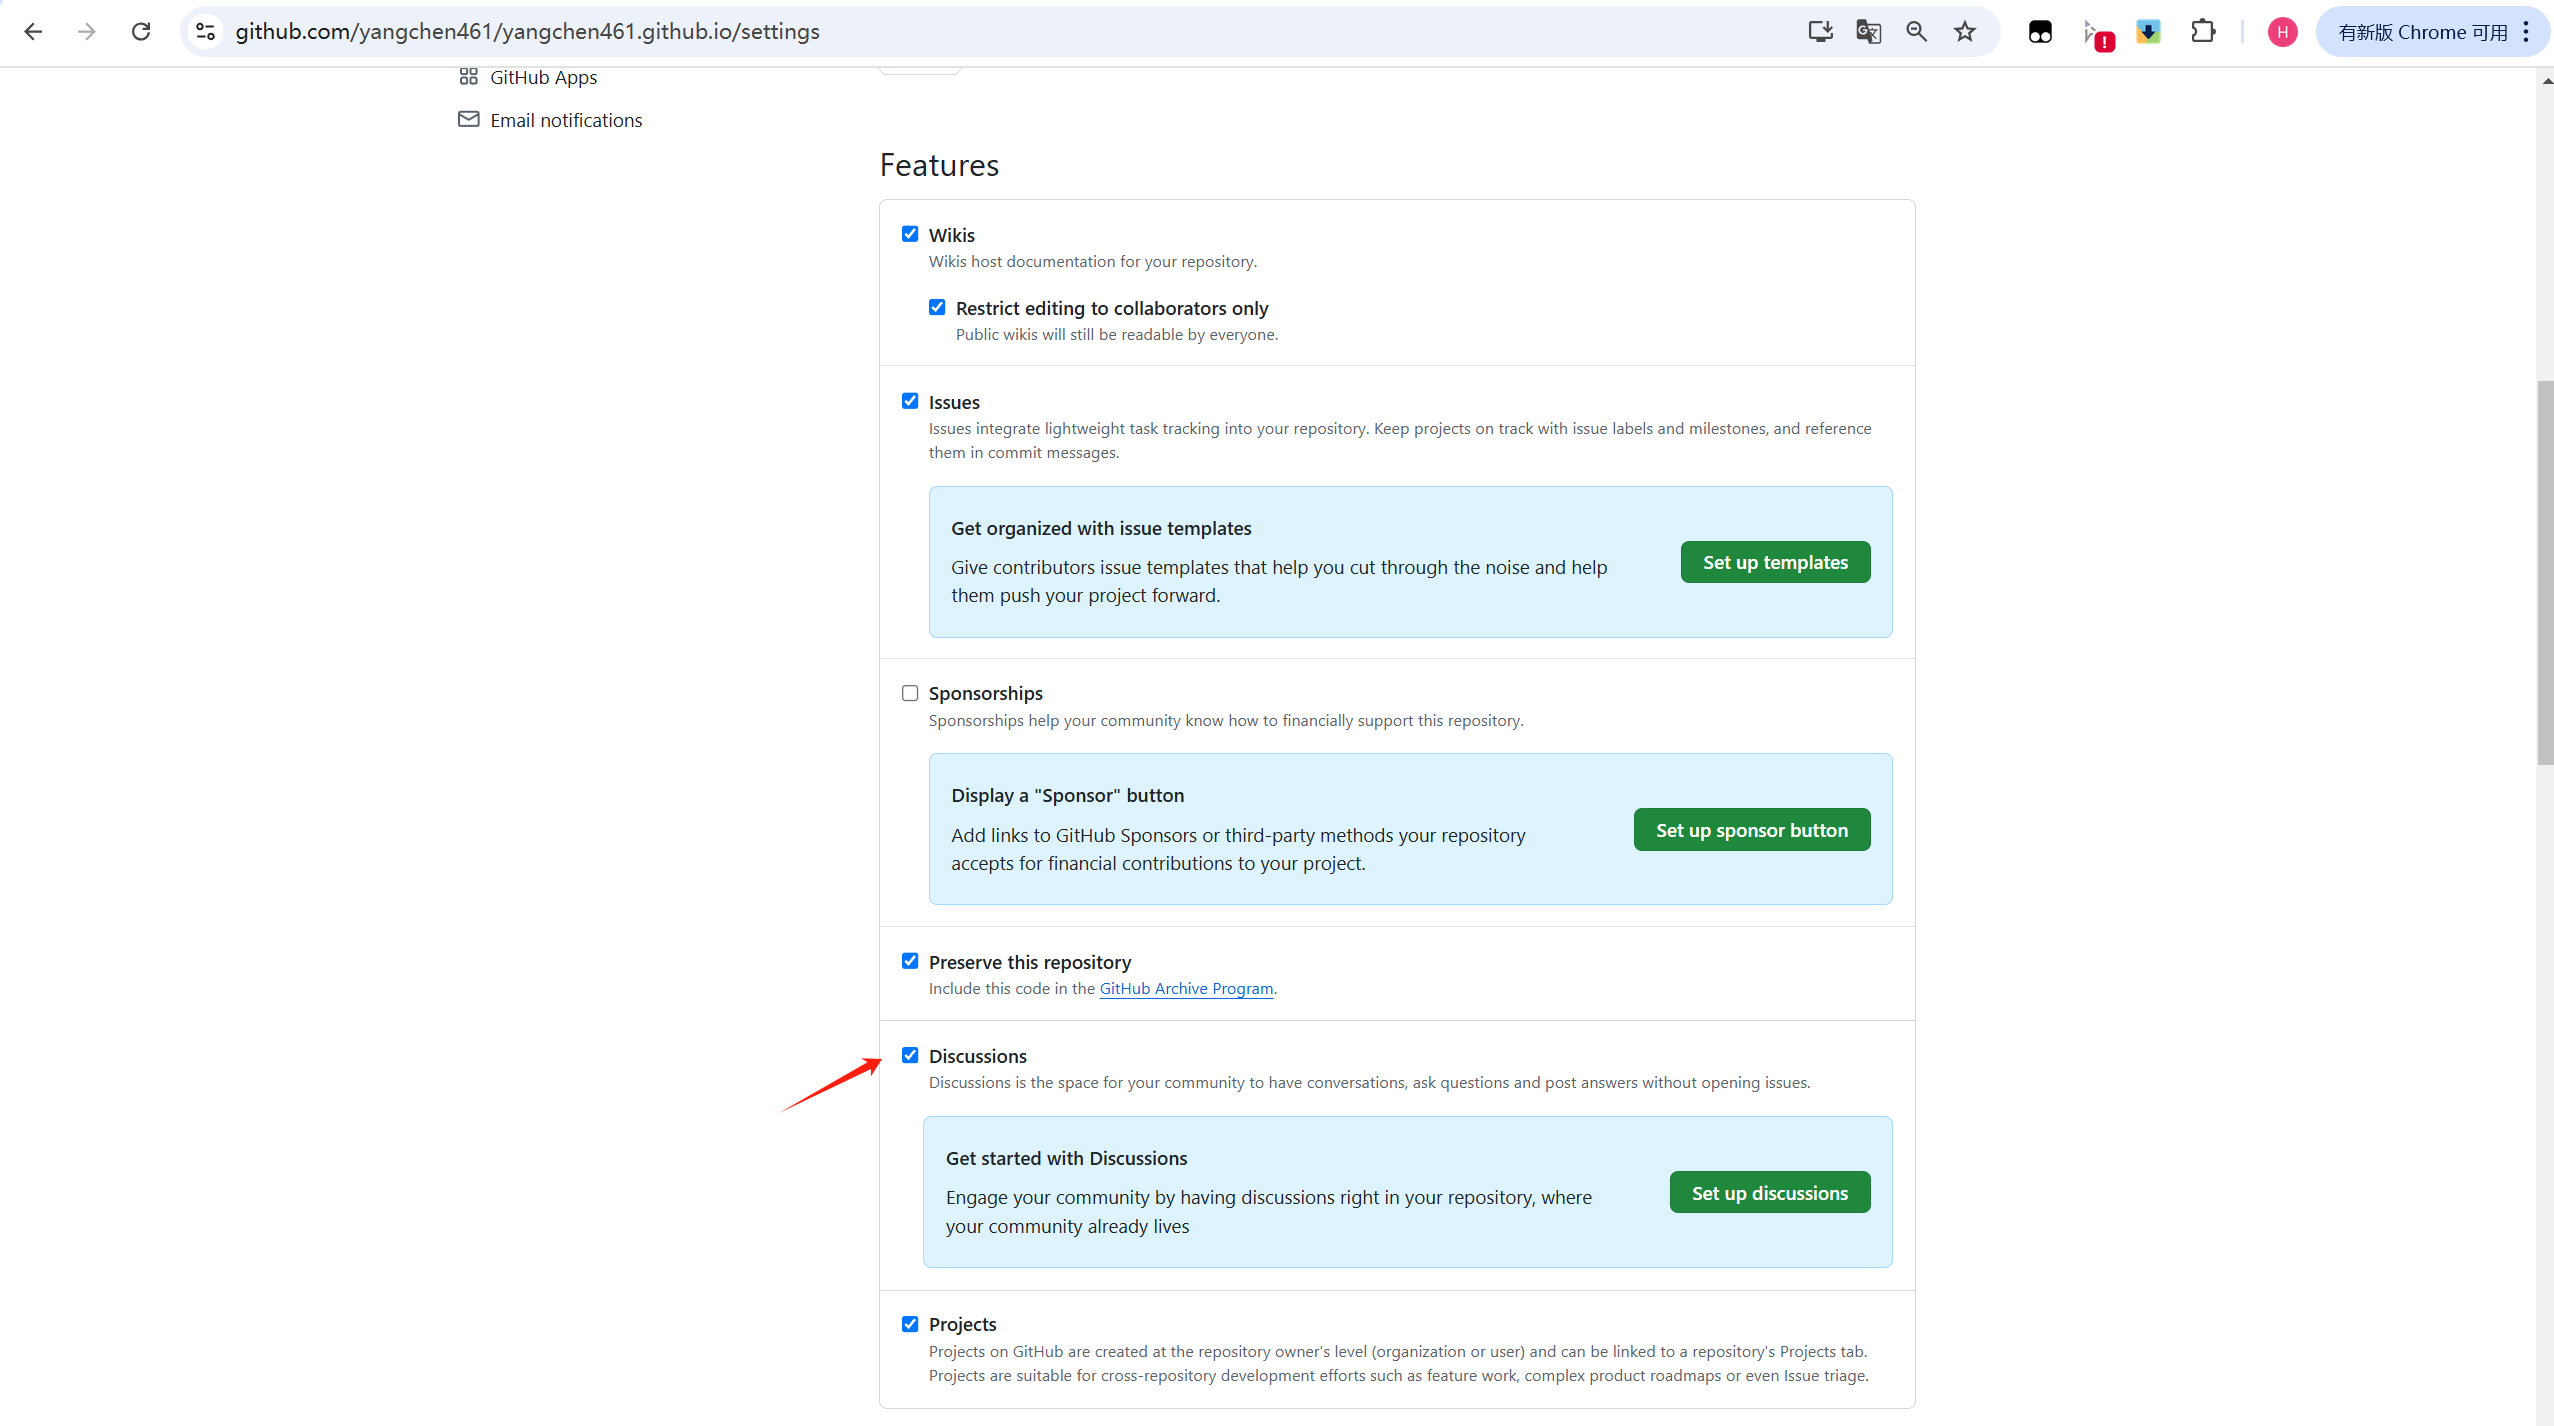 github.com/yangchen461/yangchen461.github.io/settings
H
有新版 Chrome 可用
GitHub Apps
Email notifications
Features
Wikis
Wikis host documentation for your repository.
Restrict editing to collaborators only
Public wikis will still be readable by everyone.
Issues
Issues integrate lightweight task tracking into your repository. Keep projects on track with issue labels and milestones, and reference
them in commit messages.
Get organized with issue templates
Give contributors issue templates that help you cut through the noise and help
them push your project forward.
Set up templates
Sponsorships
Sponsorships help your community know how to financially support this repository.
Display a "Sponsor" button
Add links to GitHub Sponsors or third-party methods your repository
accepts for financial contributions to your project.
Set up sponsor button
Preserve this repository
Include this code in the GitHub Archive Program.
Discussions
Discussions is the space for your community to have conversations, ask questions and post answers without opening issues.
Get started with Discussions
Engage your community by having discussions right in your repository, where
your community already lives
Set up discussions
Projects
Projects on GitHub are created at the repository owner's level (organization or user) and can be linked to a repository's Projects tab.
Projects are suitable for cross-repository development efforts such as feature work, complex product roadmaps or even Issue triage.